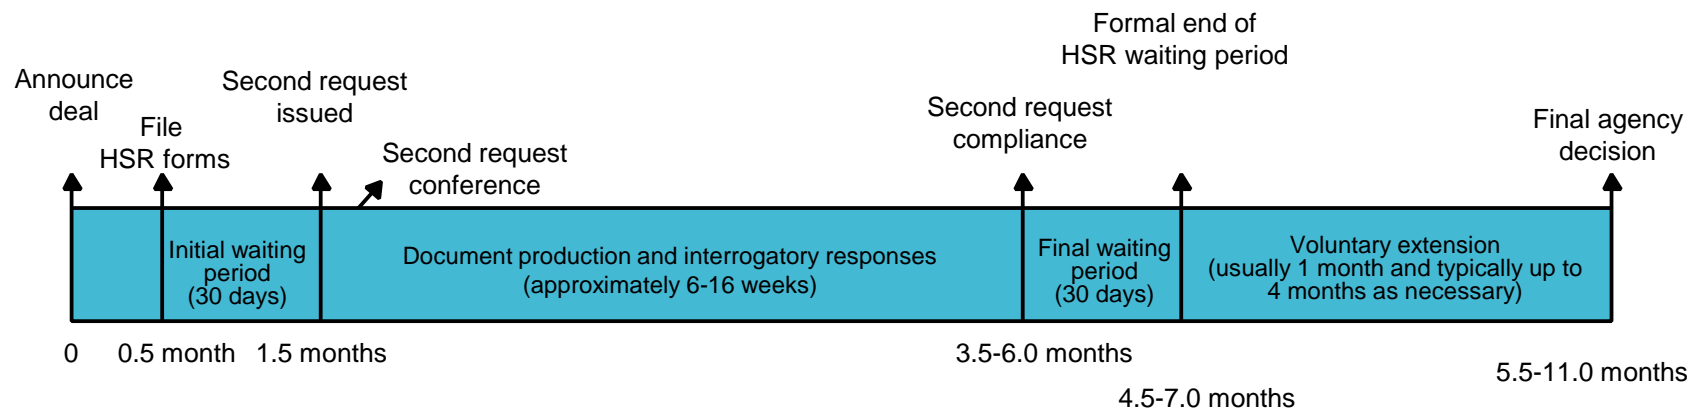 Announce
deal
File
HSR forms
Second request
issued
Second request
conference
Second request
compliance
Formal end of
HSR waiting period
Final agency
decision
Initial waiting
period
(30 days)
Document production and interrogatory responses
(approximately 6-16 weeks)
Final waiting
period
(30 days)
Voluntary extension
(usually 1 month and typically up to
4 months as necessary)
0
0.5 month
1.5 months
3.5-6.0 months
4.5-7.0 months
5.5-11.0 months